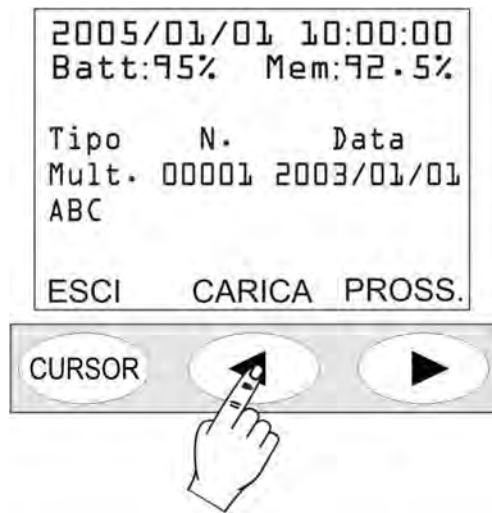 2005/01/01 10:00:00
Batt:95% Mem:92.5%
Tipo N. Data
Mult. 00001 2003/01/01
ABC
ESCI CARICA PROSS.
CURSOR